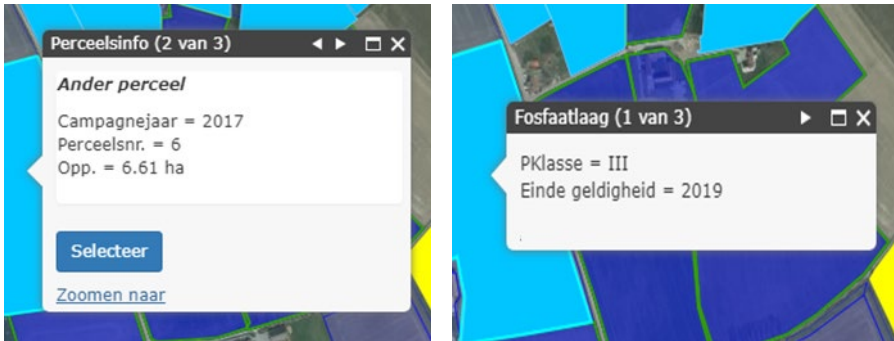 Perceelsinfo (2 van 3)
Ander perceel
Campagnejaar = 2017
Perceelsnr. = 6
Opp. = 6.61 ha
Selecteer
Zoomen naar
Fosfaatlaag (1 van 3)
PKlasse = III
Einde geldigheid = 2019